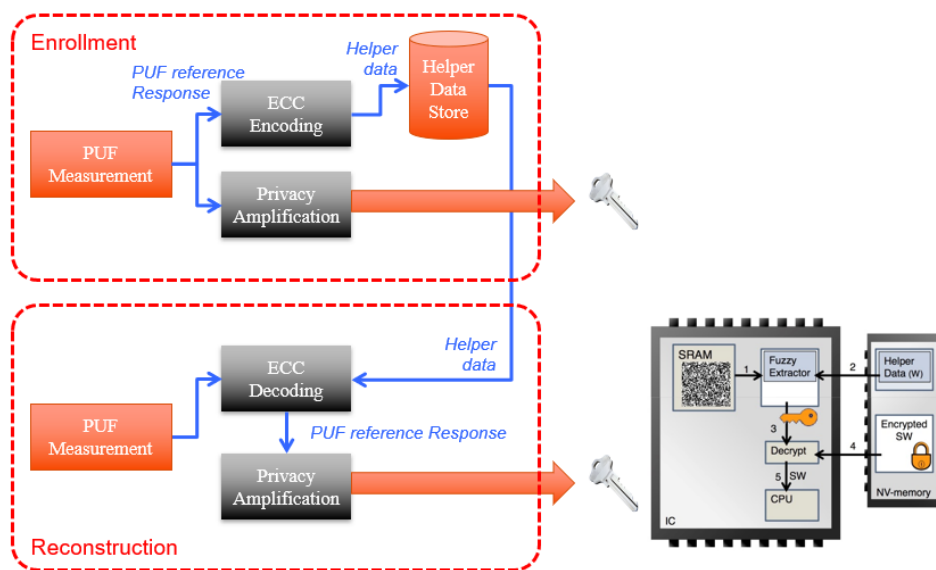 Enrollment
PUF reference
Response
Helper
data
Helper
Data
Store
ECC
Encoding
PUF
Measurement
Privacy
Amplification
Helper
data
ECC
Decoding
PUF
Measurement
PUF reference Response
Privacy
Amplification
Reconstruction
SRAM
1
Fuzzy
Extractor
2
Helper
Data (W)
3
Decrypt
4
Encrypted
SW
5 SW
CPU
IC
NV-memory